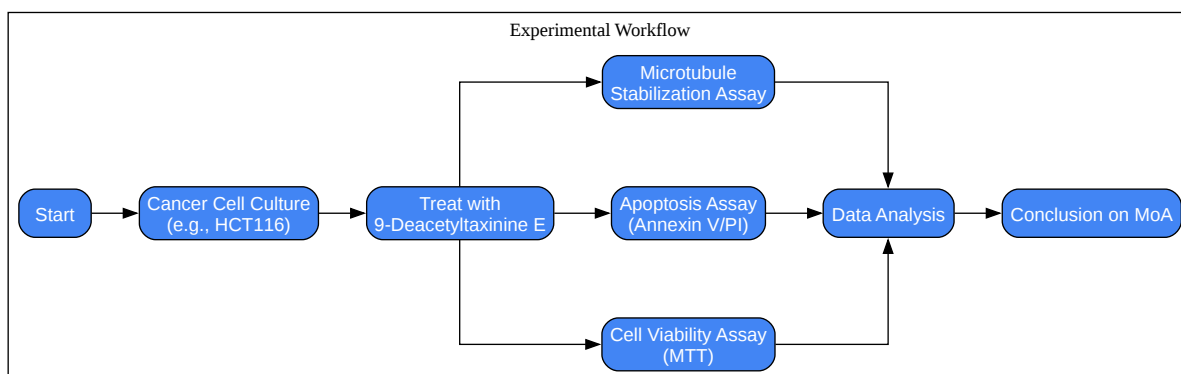 Experimental Workflow
Microtubule
Stabilization Assay
Start
Cancer Cell Culture
(e.g., HCT116)
Treat with
9-Deacetyltaxinine E
Apoptosis Assay
(Annexin V/PI)
Data Analysis
Conclusion on MoA
Cell Viability Assay
(MTT)